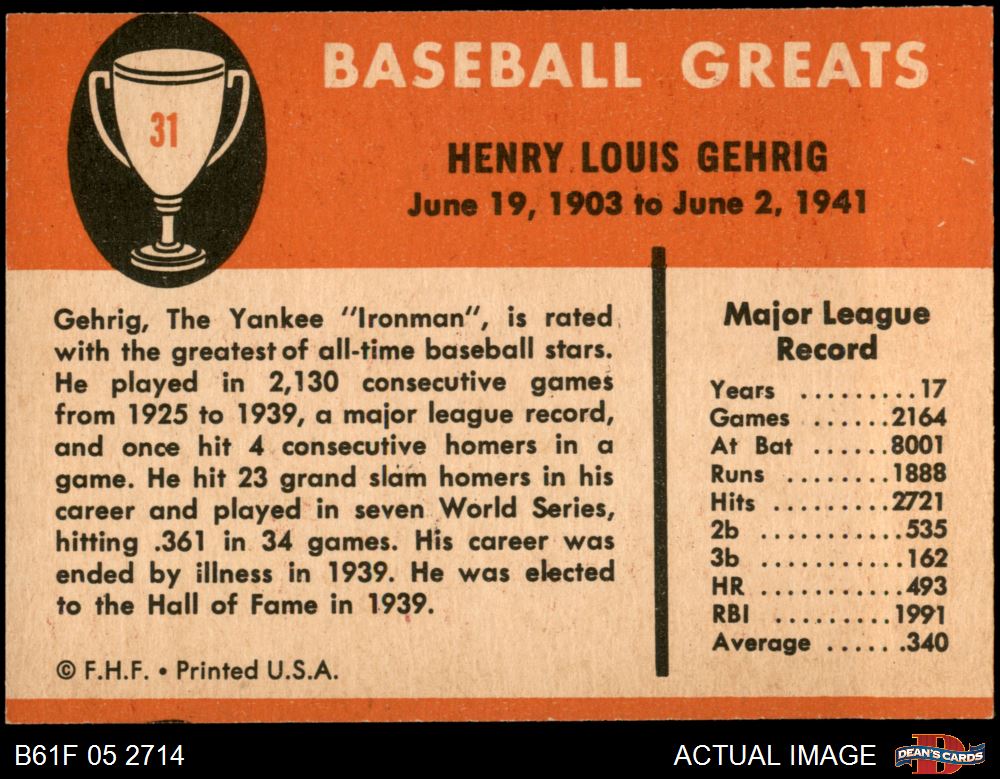 31
BASEBALL GREATS
HENRY LOUIS GEHRIG
June 19, 1903 to June 2, 1941
Gehrig, The Yankee "Ironman", is rated
with the greatest of all-time baseball stars.
He played in 2,130 consecutive games
from 1925 to 1939, a major league record,
and once hit 4 consecutive homers in a
game. He hit 23 grand slam homers in his
career and played in seven World Series,
hitting .361 in 34 games. His career was
ended by illness in 1939. He was elected
to the Hall of Fame in 1939.
© F.H.F. • Printed U.S.A.
Major League
Record
Years .........17
Games ......2164
At Bat ......8001
Runs ........1888
Hits .........2721
2b ...........535
3b ...........162
HR ...........493
RBI .........1991
Average .......340
B61F 05 2714
ACTUAL IMAGE
D
DEAN'S CARDS